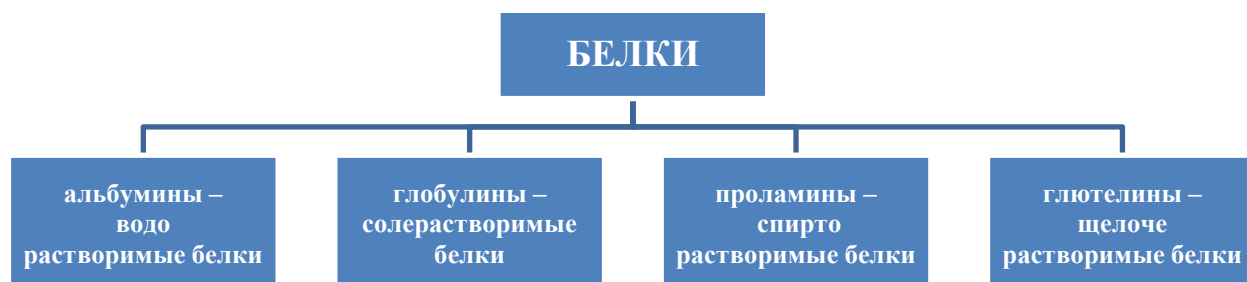 БЕЛКИ
альбумины –
водо
растворимые белки
глобулины –
солерастворимые
белки
проламины –
спирто
растворимые белки
глютелины –
щелоче
растворимые белки